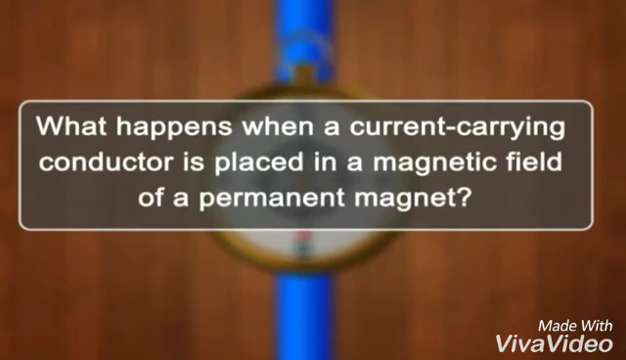 What happens when a current-carrying
conductor is placed in a magnetic field
of a permanent magnet?
Made With
VivaVideo